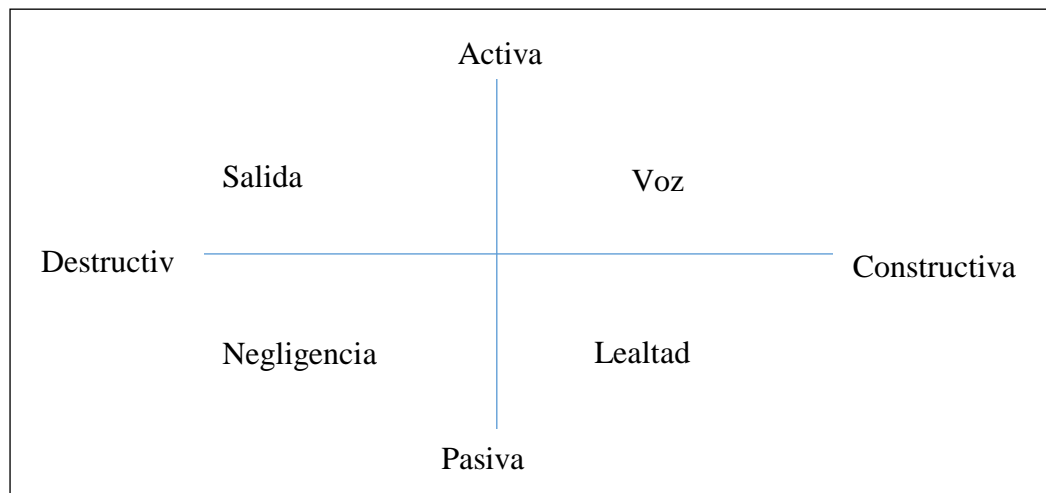 Activa
Salida Voz
Destructiv Constructiva
Negligencia Lealtad
Pasiva